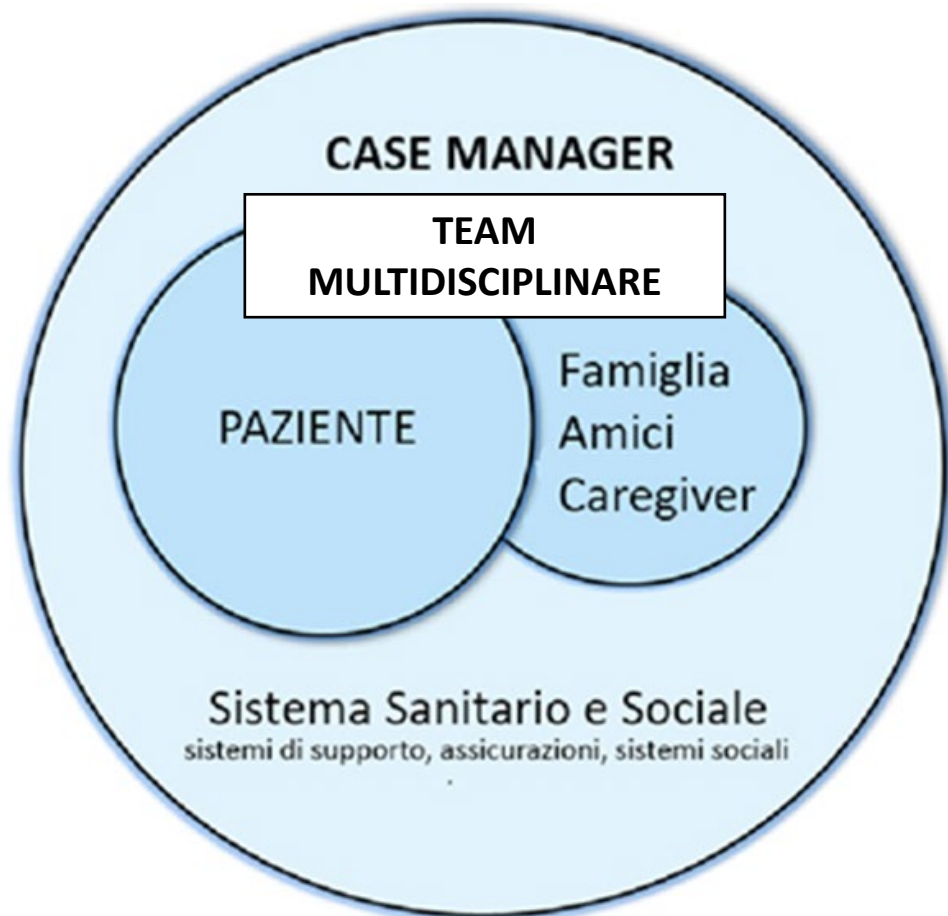 CASE MANAGER
TEAM
MULTIDISCIPLINARE
PAZIENTE
Famiglia
Amici
Caregiver
Sistema Sanitario e Sociale
sistemi di supporto, assicurazioni, sistemi sociali